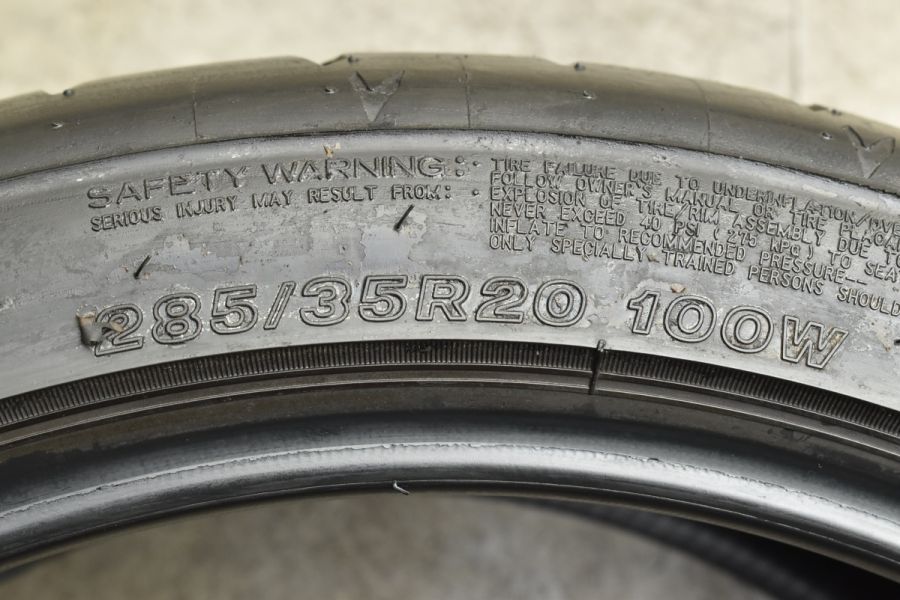 SAFETY WARNING:
SERIOUS INJURY MAY RESULT FROM:
TIRE FAILURE DUE TO UNDERINFLATION/OVE
FOLLOW OWNER'S MANUAL OR TIRE PLACA
EXPLOSION OF TIRE/RIM ASSEMBLY DUE TO
NEVER EXCEED 40 PSI (275 KPA) TO SEAT
INFLATE TO RECOMMENDED PRESSURE
ONLY SPECIALLY TRAINED PERSONS SHOULD
285/35R20 100W